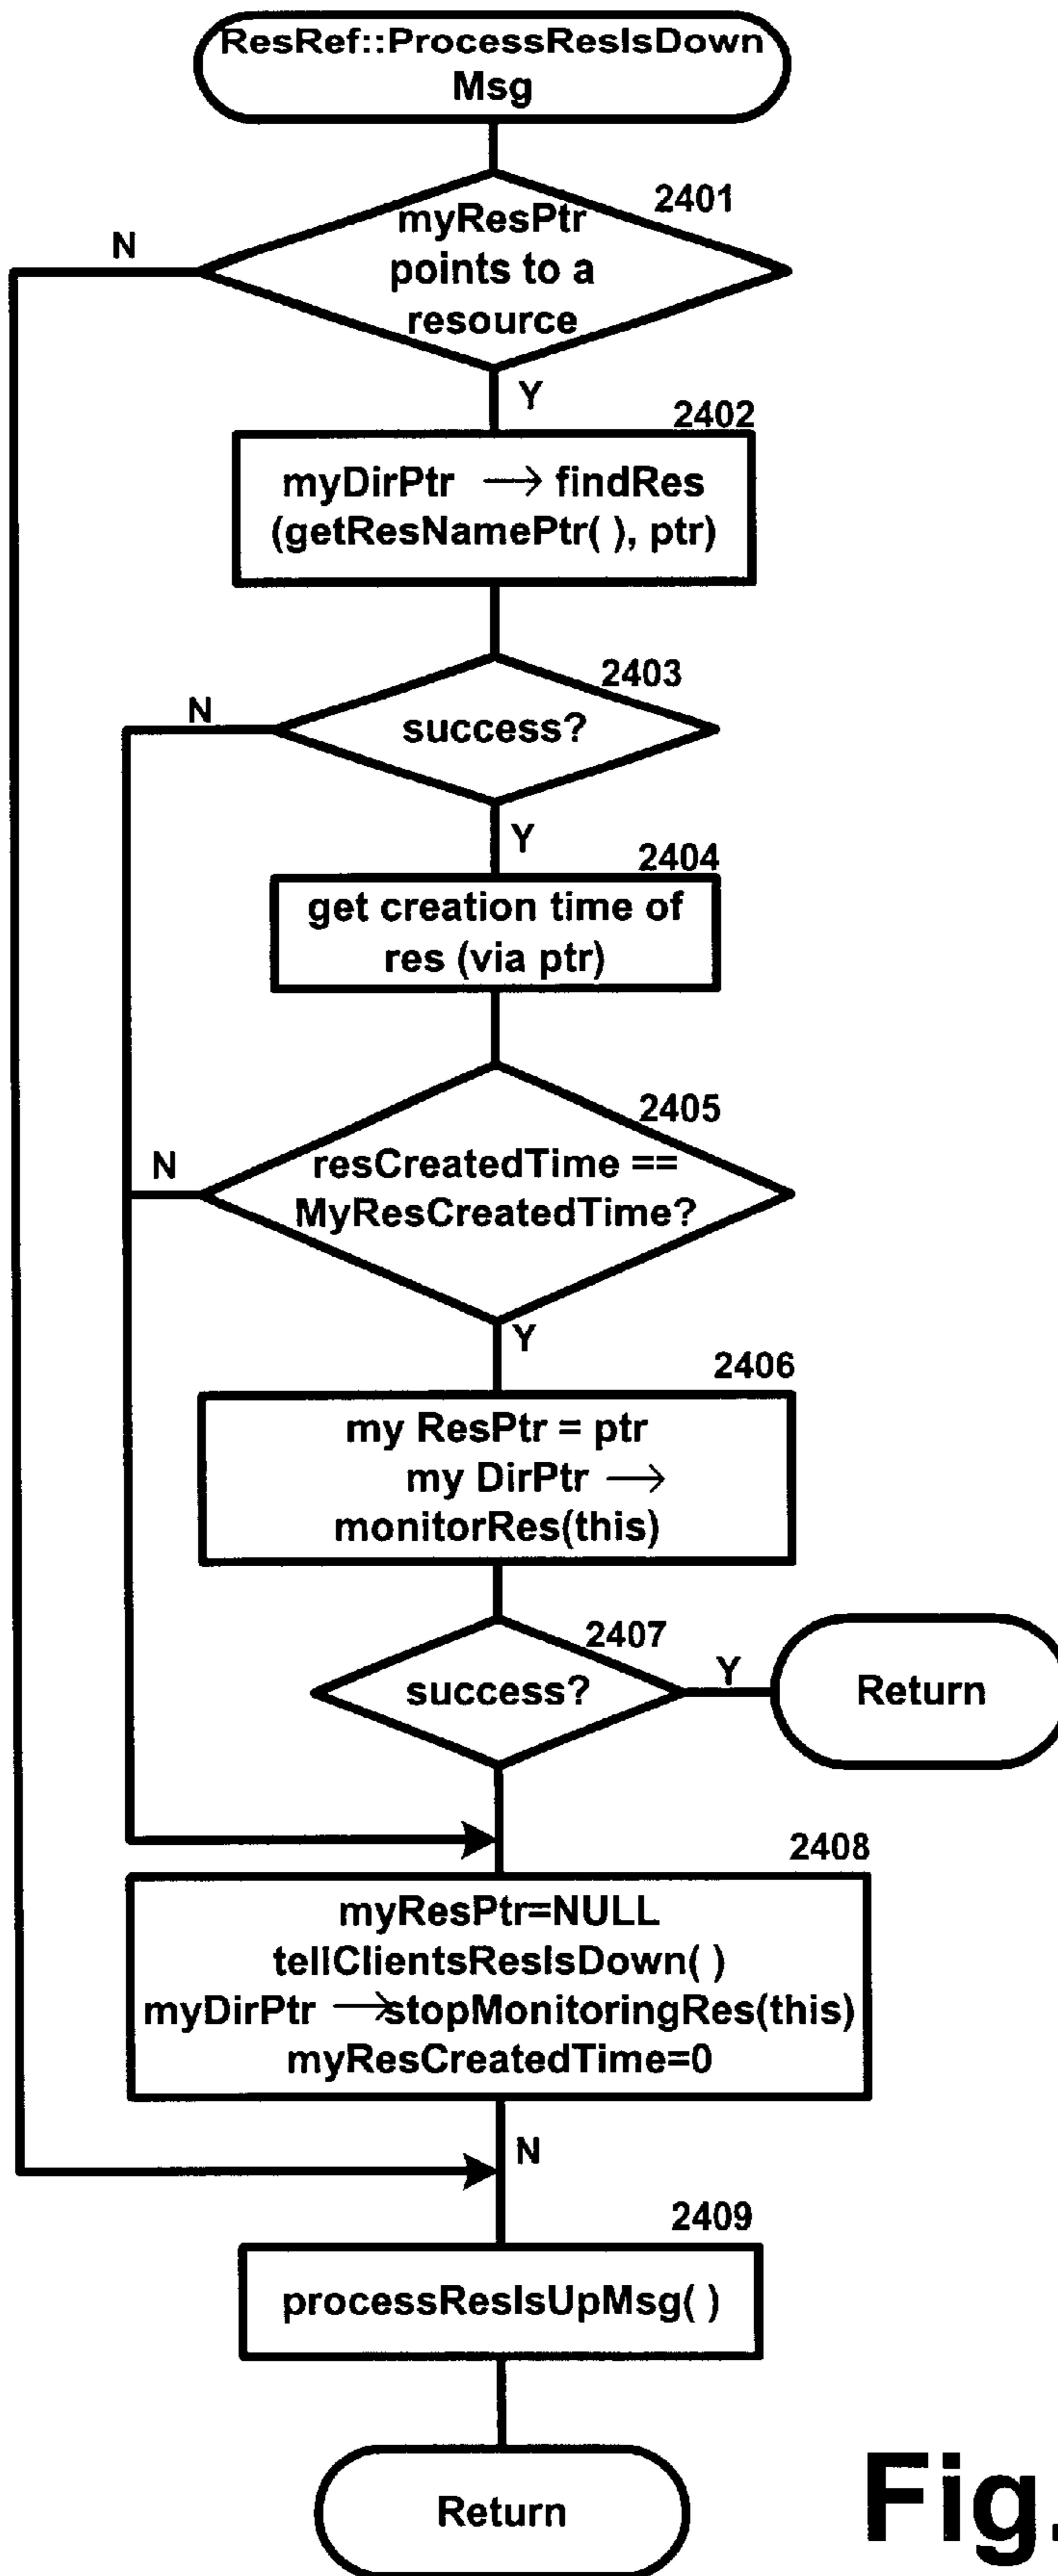 ResRef::ProcessResIsDown
Msg
2401
N
myResPtr
points to a
resource
Y
2402
myDirPtr → findRes
(getResNamePtr( ), ptr)
2403
N
success?
Y
2404
get creation time of
res (via ptr)
2405
N
resCreatedTime ==
MyResCreatedTime?
Y
2406
my ResPtr = ptr
my DirPtr →
monitorRes(this)
2407
success?
Y
Return
2408
myResPtr=NULL
tellClientsResIsDown( )
myDirPtr →stopMonitoringRes(this)
myResCreatedTime=0
N
2409
processResIsUpMsg( )
Return
Fig.